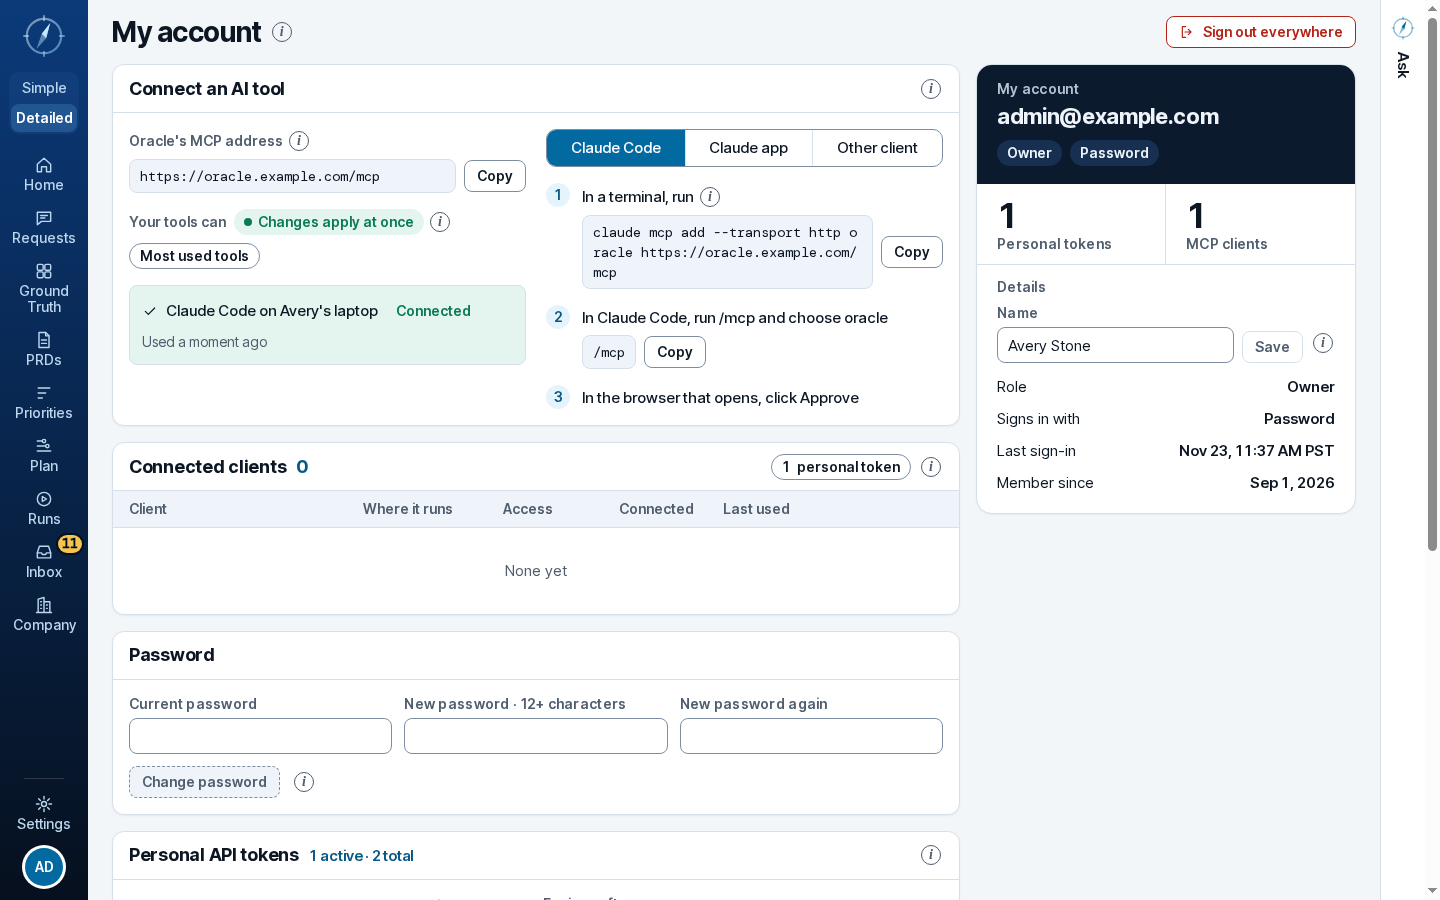 Simple
Detailed
Home
Requests
Ground
Truth
PRDs
Priorities
Plan
Runs
11
Inbox
Company
Settings
AD
My account
Sign out everywhere
Connect an AI tool
Oracle's MCP address
https://oracle.example.com/mcp
Copy
Your tools can
Changes apply at once
Most used tools
Claude Code on Avery's laptop
Connected
Used a moment ago
Claude Code
Claude app
Other client
1
In a terminal, run
claude mcp add --transport http o
racle https://oracle.example.com/
mcp
Copy
2
In Claude Code, run /mcp and choose oracle
/mcp
Copy
3
In the browser that opens, click Approve
Connected clients 0
1 personal token
Client
Where it runs
Access
Connected
Last used
None yet
Password
Current password
New password · 12+ characters
New password again
Change password
Personal API tokens
1 active · 2 total
My account
admin@example.com
Owner
Password
1
Personal tokens
1
MCP clients
Details
Name
Avery Stone
Save
Role
Owner
Signs in with
Password
Last sign-in
Nov 23, 11:37 AM PST
Member since
Sep 1, 2026
Ask